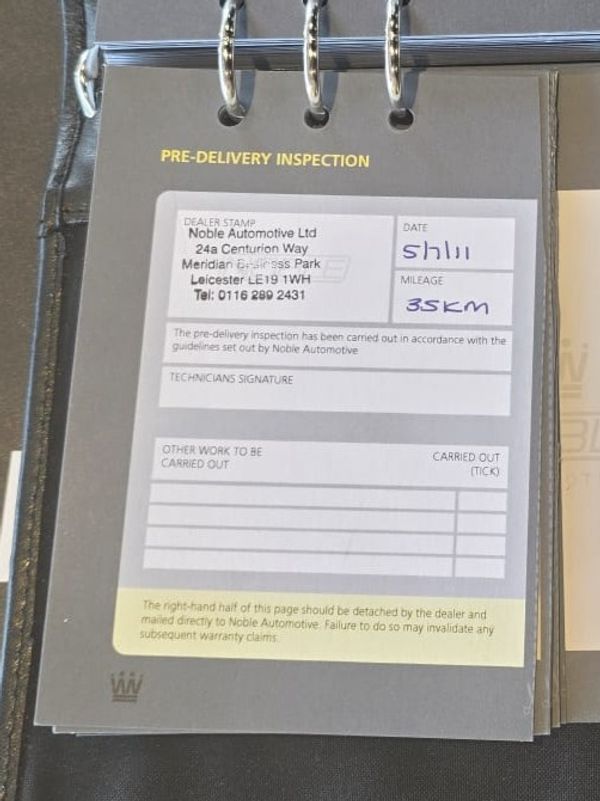 PRE-DELIVERY INSPECTION
DEALER STAMP
Noble Automotive Ltd
24a Centurion Way
Meridian Business Park
Leicester LE19 1WH
Tel: 0116 289 2431
DATE
5/1/11
MILEAGE
35KM
The pre-delivery inspection has been carried out in accordance with the
guidelines set out by Noble Automotive
TECHNICIANS SIGNATURE
OTHER WORK TO BE
CARRIED OUT
CARRIED OUT
(TICK)
The right-hand half of this page should be detached by the dealer and
mailed directly to Noble Automotive. Failure to do so may invalidate any
subsequent warranty claims.